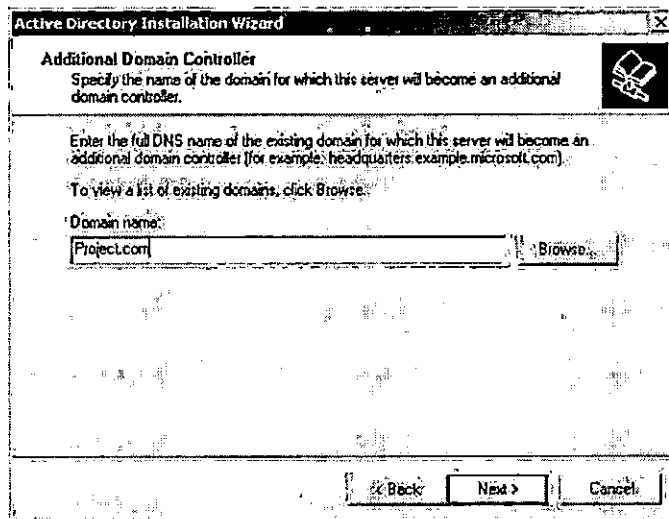 Active Directory Installation Wizard
Additional Domain Controller
Specify the name of the domain for which this server will become an additional
domain controller.
Enter the full DNS name of the existing domain for which this server will become an
additional domain controller (for example: headquarters.example.microsoft.com).
To view a list of existing domains, click Browse.
Domain name:
Project.com
Browse...
< Back
Next >
Cancel